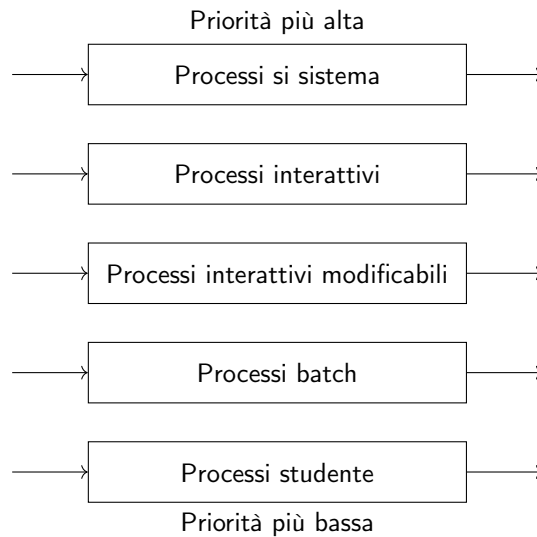 Priorità più alta
Processi si sistema
Processi interattivi
Processi interattivi modificabili
Processi batch
Processi studente
Priorità più bassa